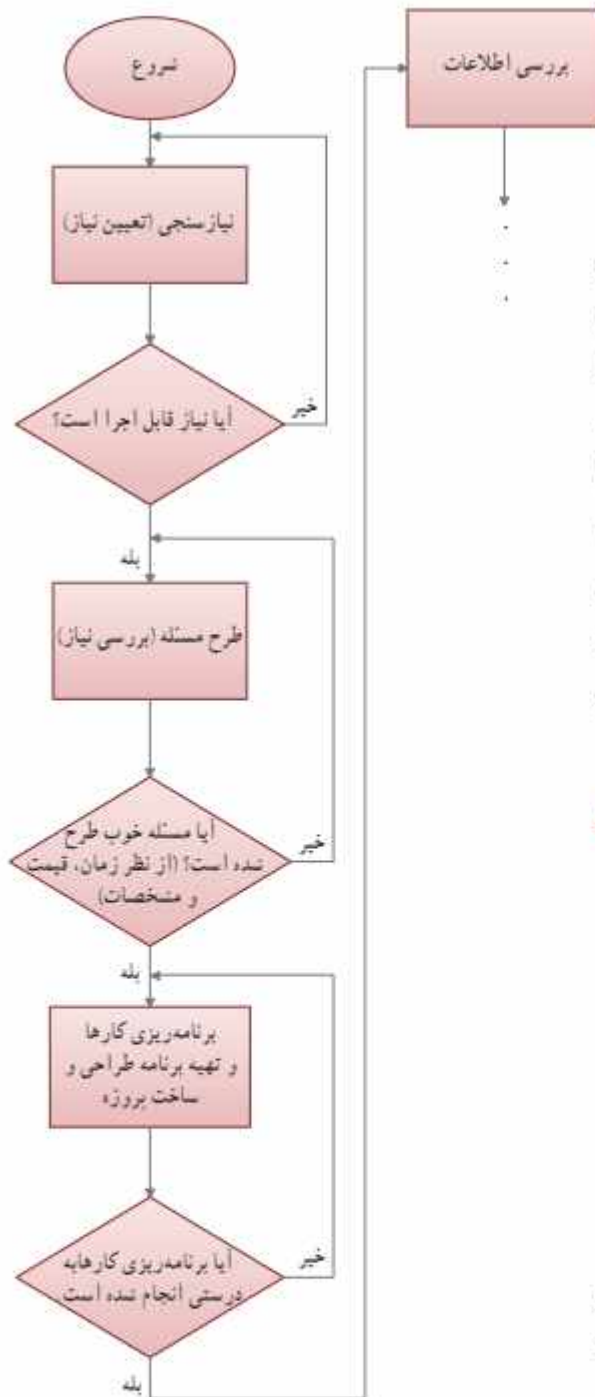 شروع
نیازسنجی (تعیین نیاز)
آیا نیاز قابل اجرا است؟
خیر
بله
طرح مسئله (بررسی نیاز)
آیا مسئله خوب طرح
شده است؟ (از نظر زمان، قیمت
و مشخصات)
خیر
بله
برنامه‌ریزی کارها
و تهیه برنامه طراحی و
ساخت پروژه
آیا برنامه‌ریزی کارهابه
درستی انجام شده است
خیر
بله
بررسی اطلاعات
.
.
.